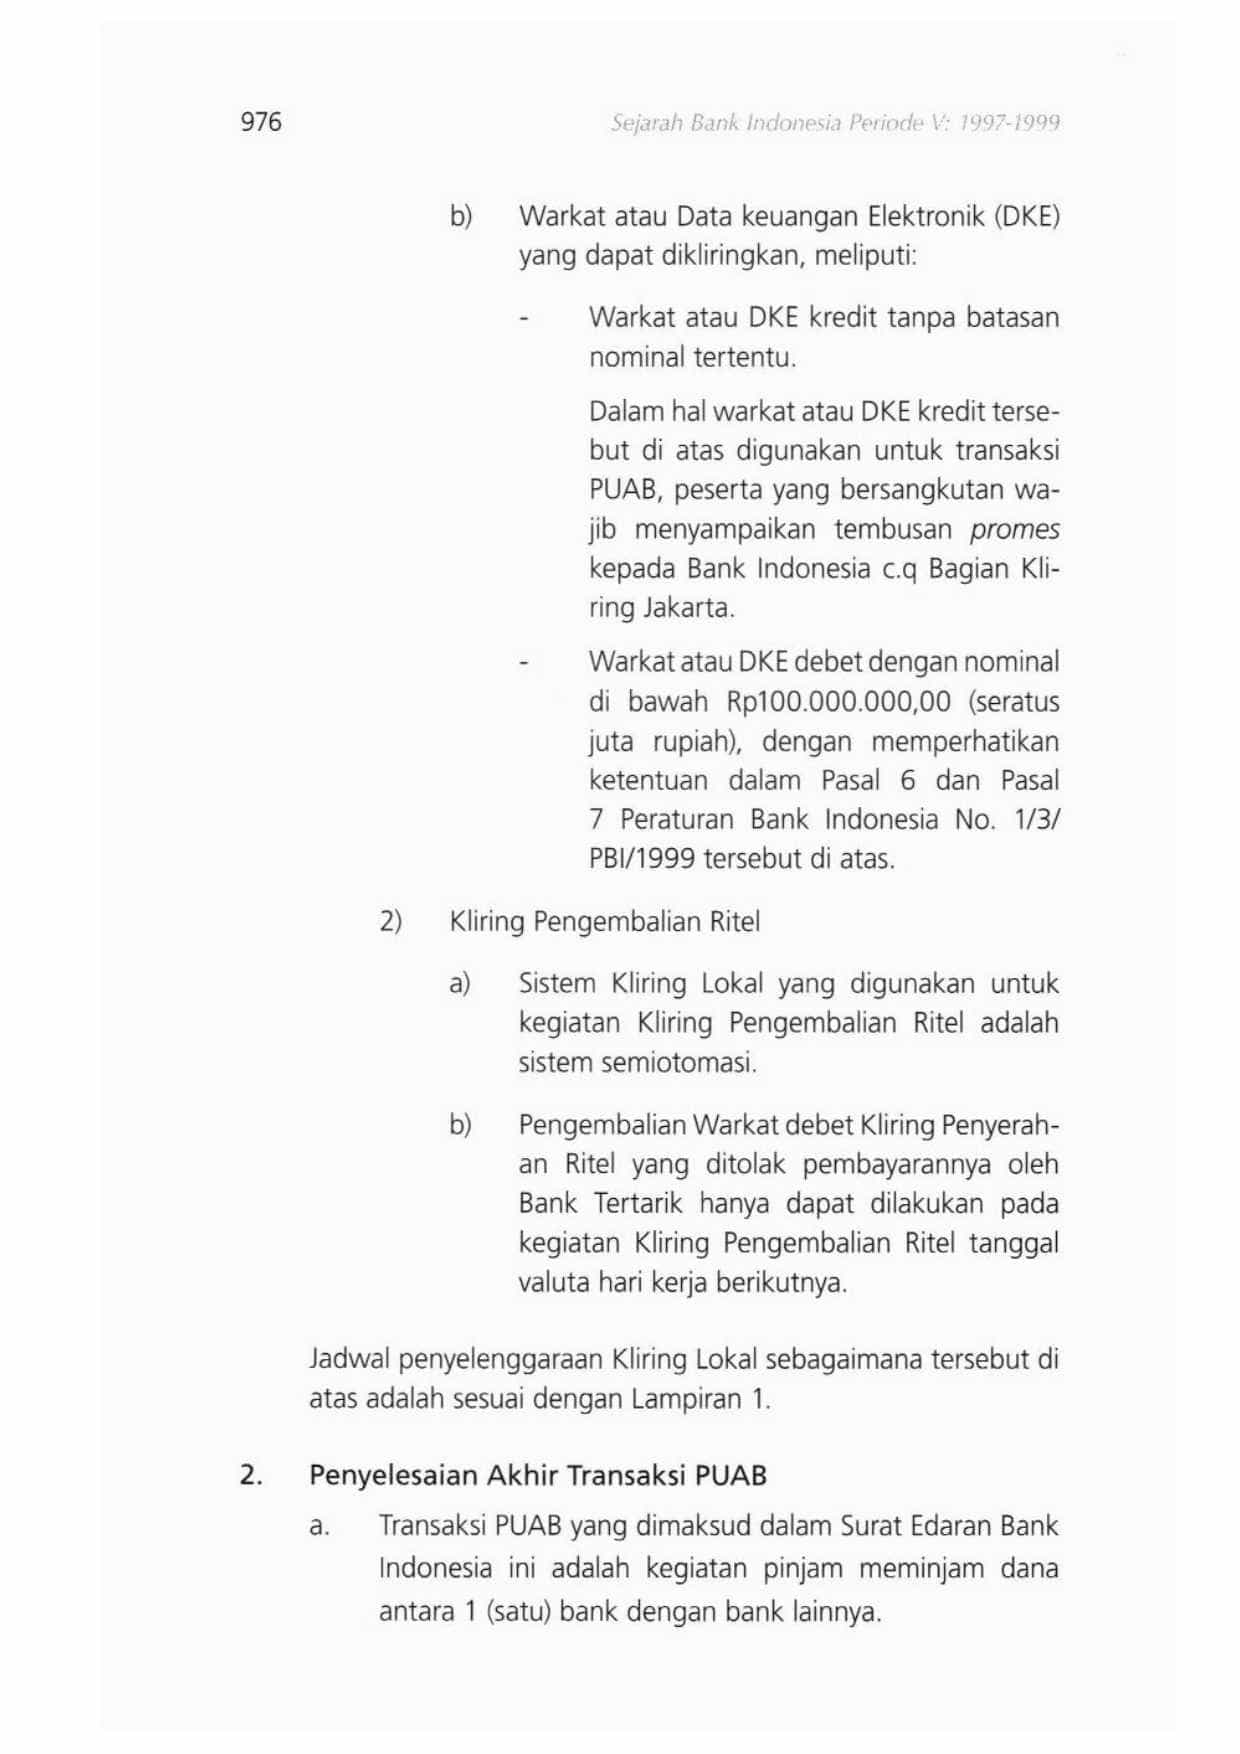 976 Sejarah Bank Indonesia Periode V: 1997-1999
b) Warkat atau Data keuangan Elektronik (DKE)
yang dapat dikliringkan, meliputi:
- Warkat atau DKE kredit tanpa batasan
nominal tertentu.
Dalam hal warkat atau DKE kredit terse-
but di atas digunakan untuk transaksi
PUAB, peserta yang bersangkutan wa-
jib menyampaikan tembusan promes
kepada Bank Indonesia c.q Bagian Kli-
ring Jakarta.
- Warkat atau DKE debet dengan nominal
di bawah Rp100.000.000,00 (seratus
juta rupiah), dengan memperhatikan
ketentuan dalam Pasal 6 dan Pasal
7 Peraturan Bank Indonesia No. 1/3/
PBI/1999 tersebut di atas.
2) Kliring Pengembalian Ritel
a) Sistem Kliring Lokal yang digunakan untuk
kegiatan Kliring Pengembalian Ritel adalah
sistem semiotomasi.
b) Pengembalian Warkat debet Kliring Penyerah-
an Ritel yang ditolak pembayarannya oleh
Bank Tertarik hanya dapat dilakukan pada
kegiatan Kliring Pengembalian Ritel tanggal
valuta hari kerja berikutnya.
Jadwal penyelenggaraan Kliring Lokal sebagaimana tersebut di
atas adalah sesuai dengan Lampiran 1.
2. Penyelesaian Akhir Transaksi PUAB
a. Transaksi PUAB yang dimaksud dalam Surat Edaran Bank
Indonesia ini adalah kegiatan pinjam meminjam dana
antara 1 (satu) bank dengan bank lainnya.